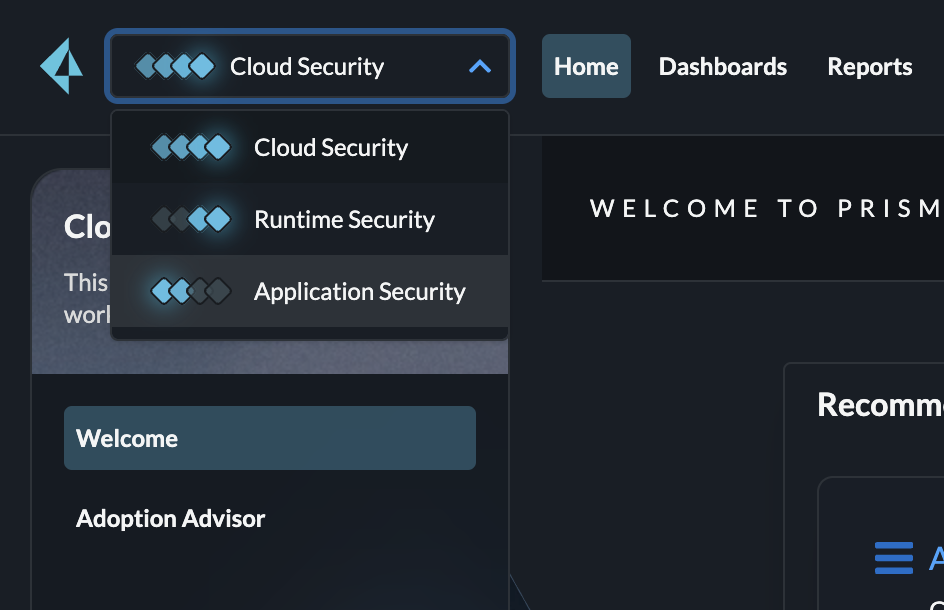 Cloud Security
Home
Dashboards
Reports
Cloud Security
Runtime Security
Application Security
Clo
This
worl
Welcome
Adoption Advisor
WELCOME TO PRISM
Recomm
A